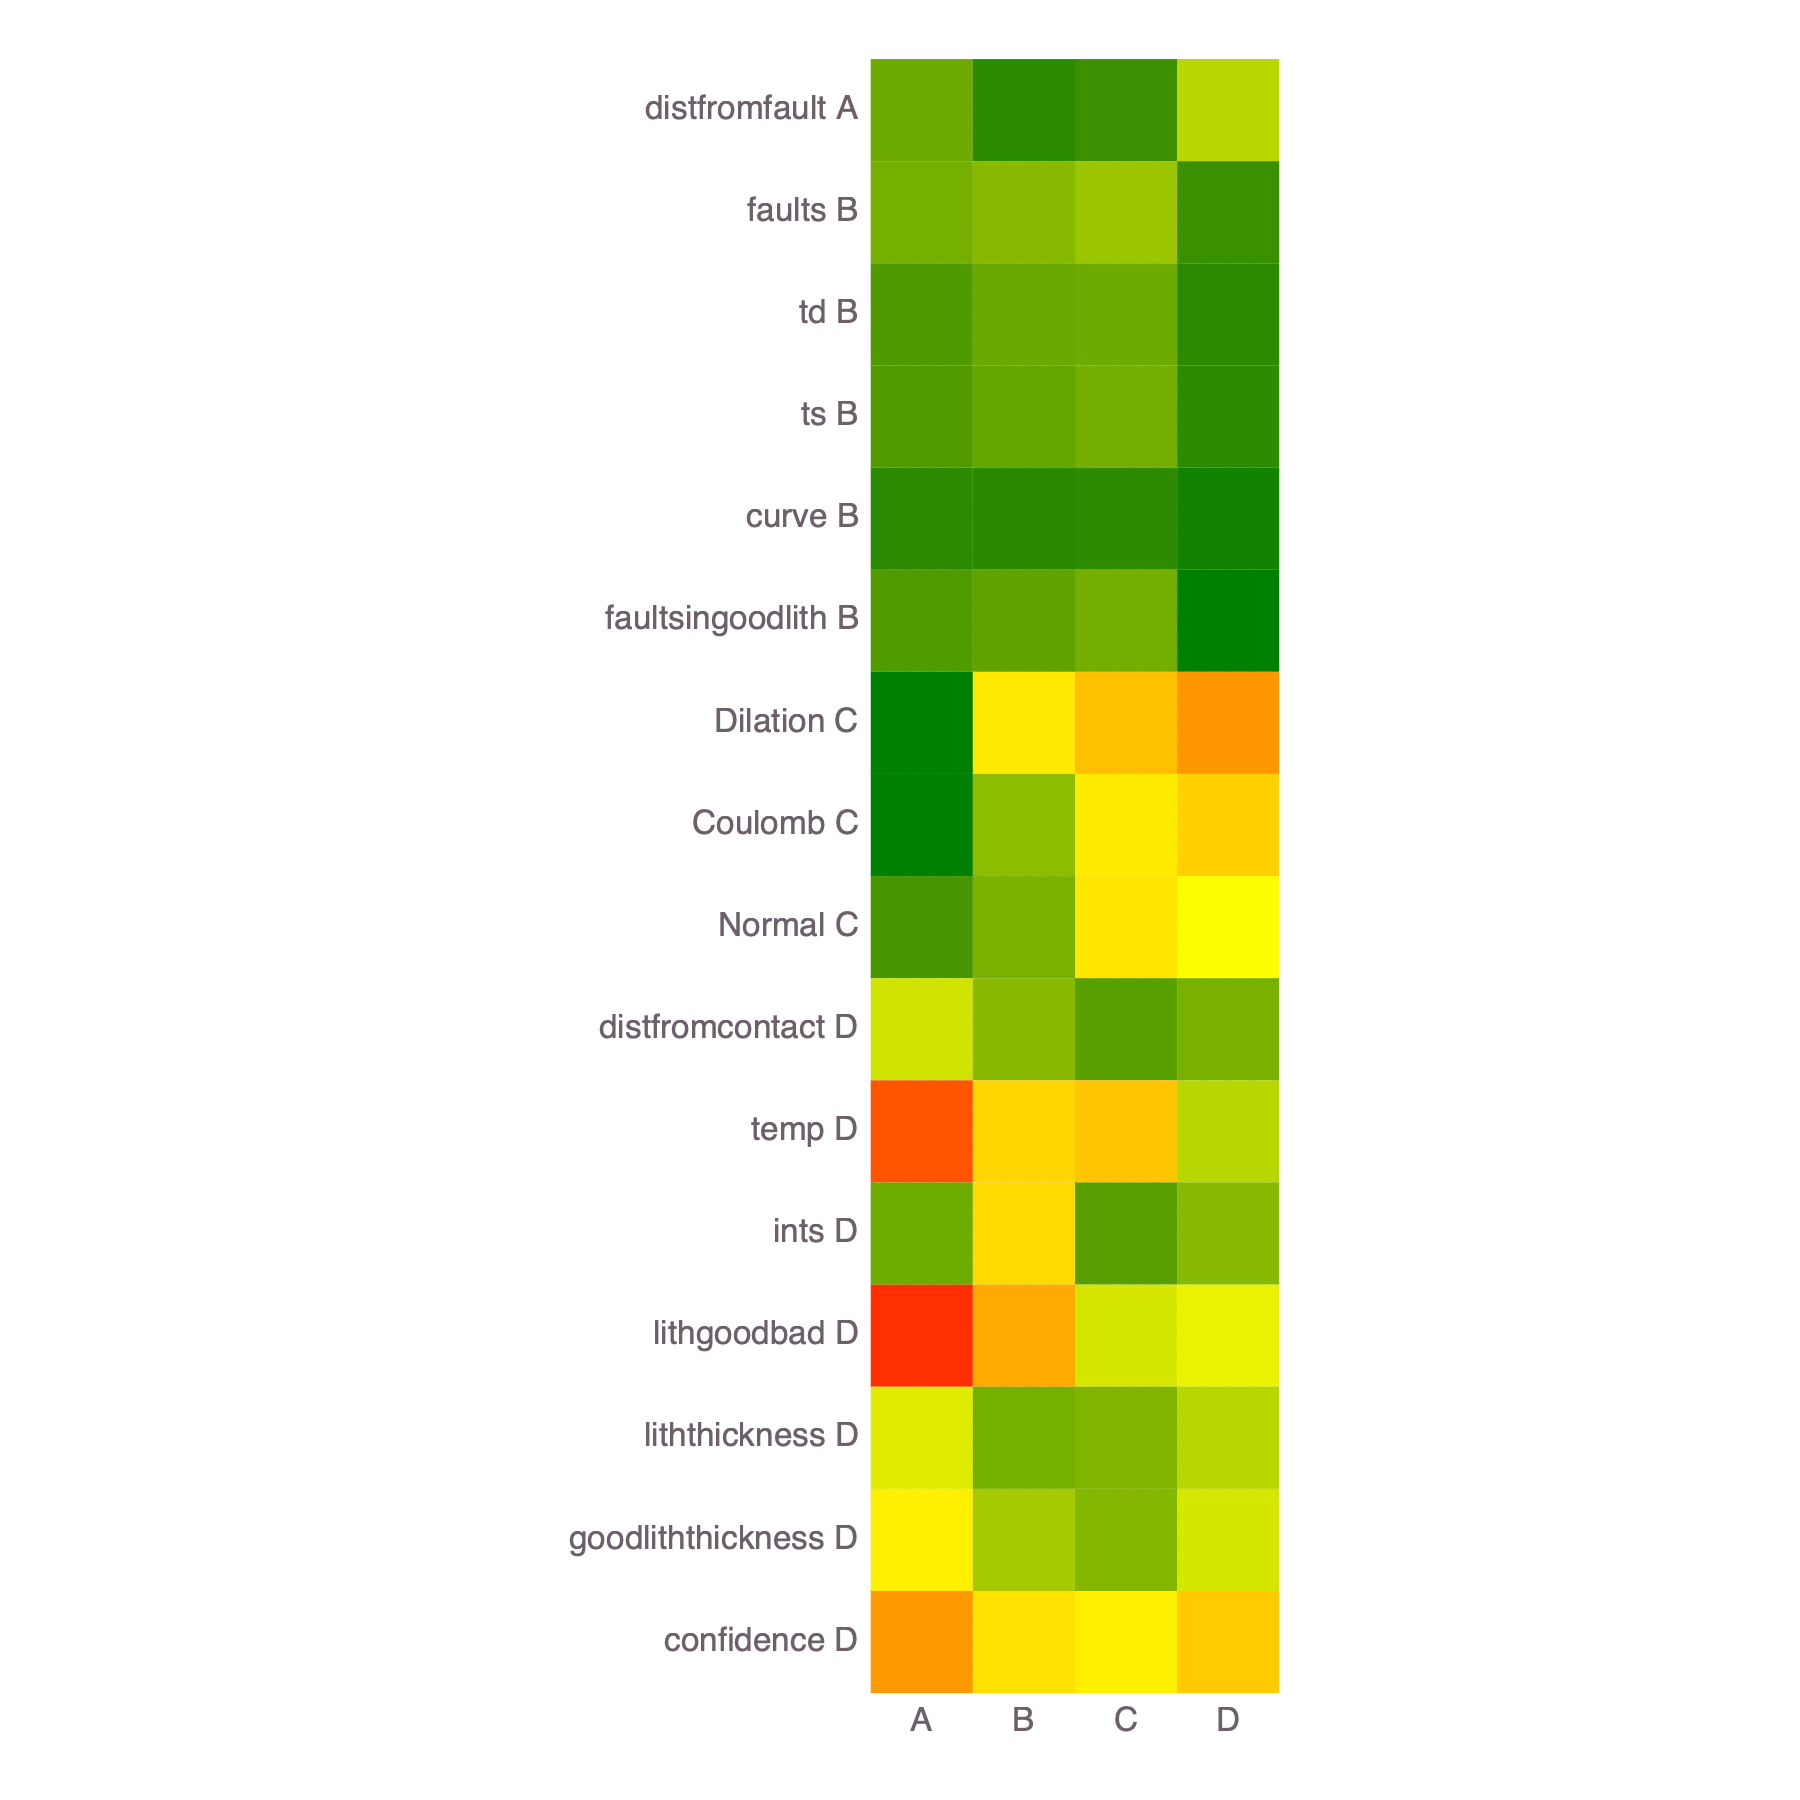 distfromfault A
faults B
td B
ts B
curve B
faultsingoodlith B
Dilation C
Coulomb C
Normal C
distfromcontact D
temp D
ints D
lithgoodbad D
liththickness D
goodliththickness D
confidence D
A B C D